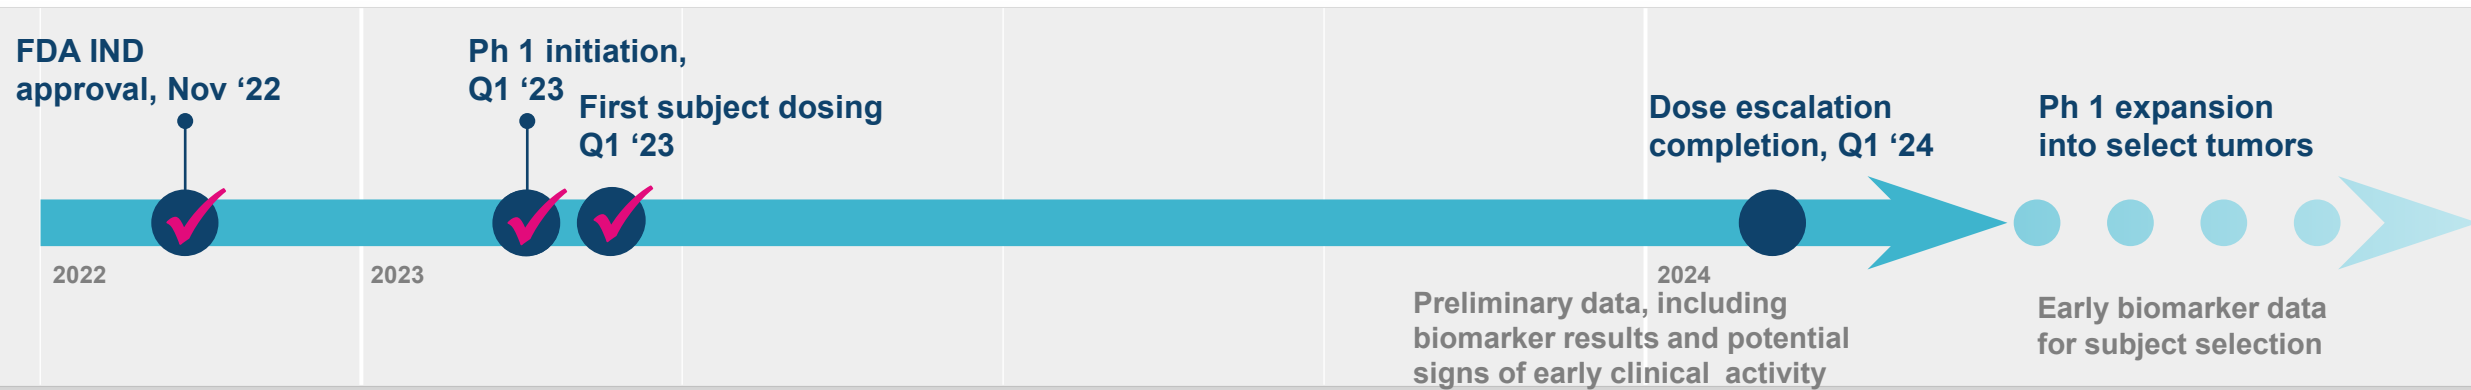 FDA IND
approval, Nov ‘22
Ph 1 initiation,
Q1 ‘23
First subject dosing
Q1 ‘23
Dose escalation
completion, Q1 ‘24
Ph 1 expansion
into select tumors
2022
2023
2024
Preliminary data, including
biomarker results and potential
signs of early clinical  activity
Early biomarker data
for subject selection